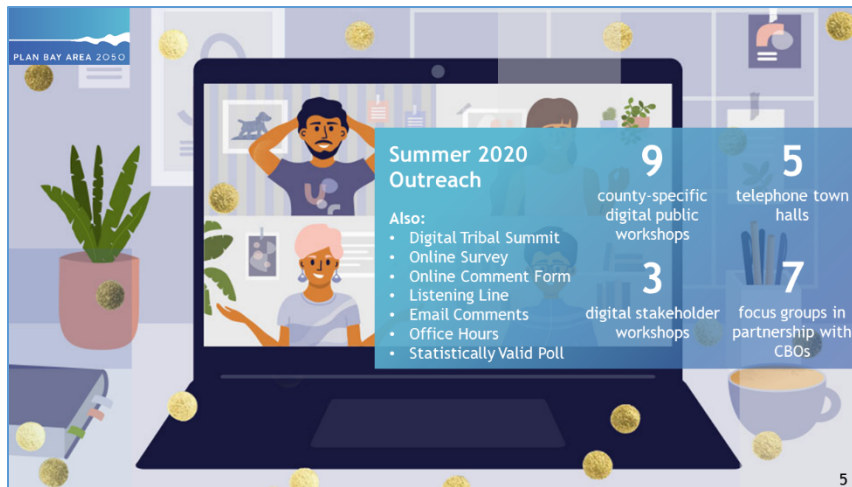 PLAN BAY AREA 2050
Summer 2020
Outreach
Also:
• Digital Tribal Summit
• Online Survey
• Online Comment Form
• Listening Line
• Email Comments
• Office Hours
• Statistically Valid Poll
9
county-specific
digital public
workshops
5
telephone town
halls
3
digital stakeholder
workshops
7
focus groups in
partnership with
CBOs
5